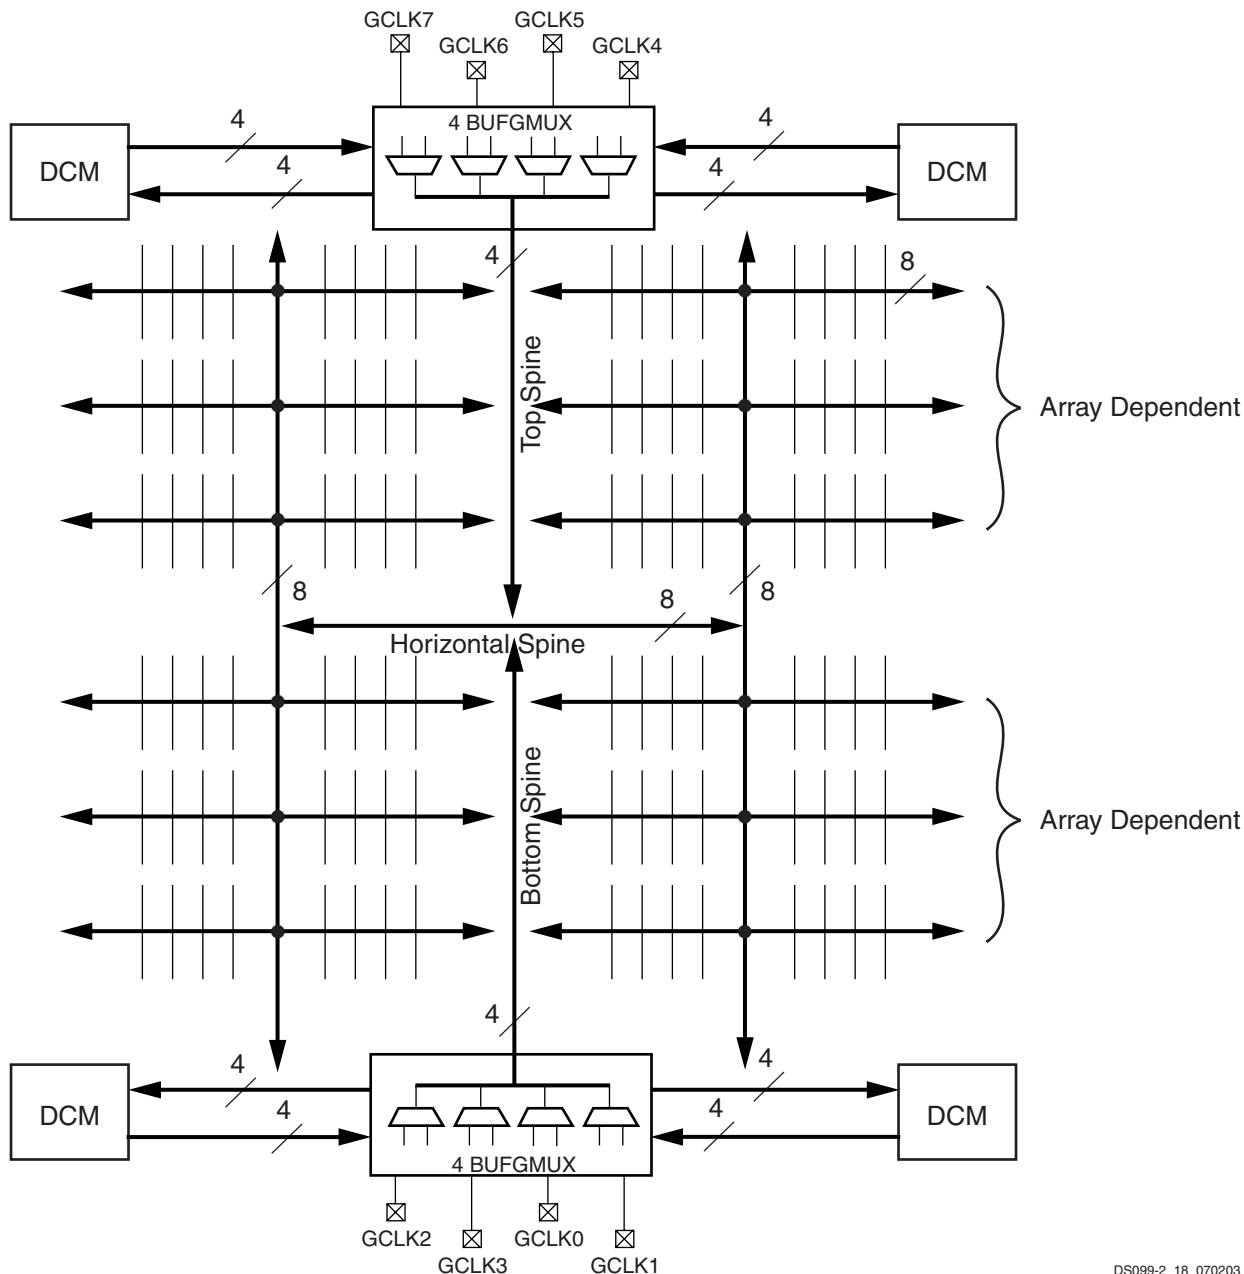 GCLK7
GCLK5
GCLK6
GCLK4
4 BUFGMUX
4
4
DCM
DCM
4
4
4
8
Top Spine
Array Dependent
8
8
8
Horizontal Spine
Bottom Spine
Array Dependent
4
4
4
DCM
DCM
4
4
4 BUFGMUX
GCLK2
GCLK0
GCLK3
GCLK1
DS099-2_18_070203